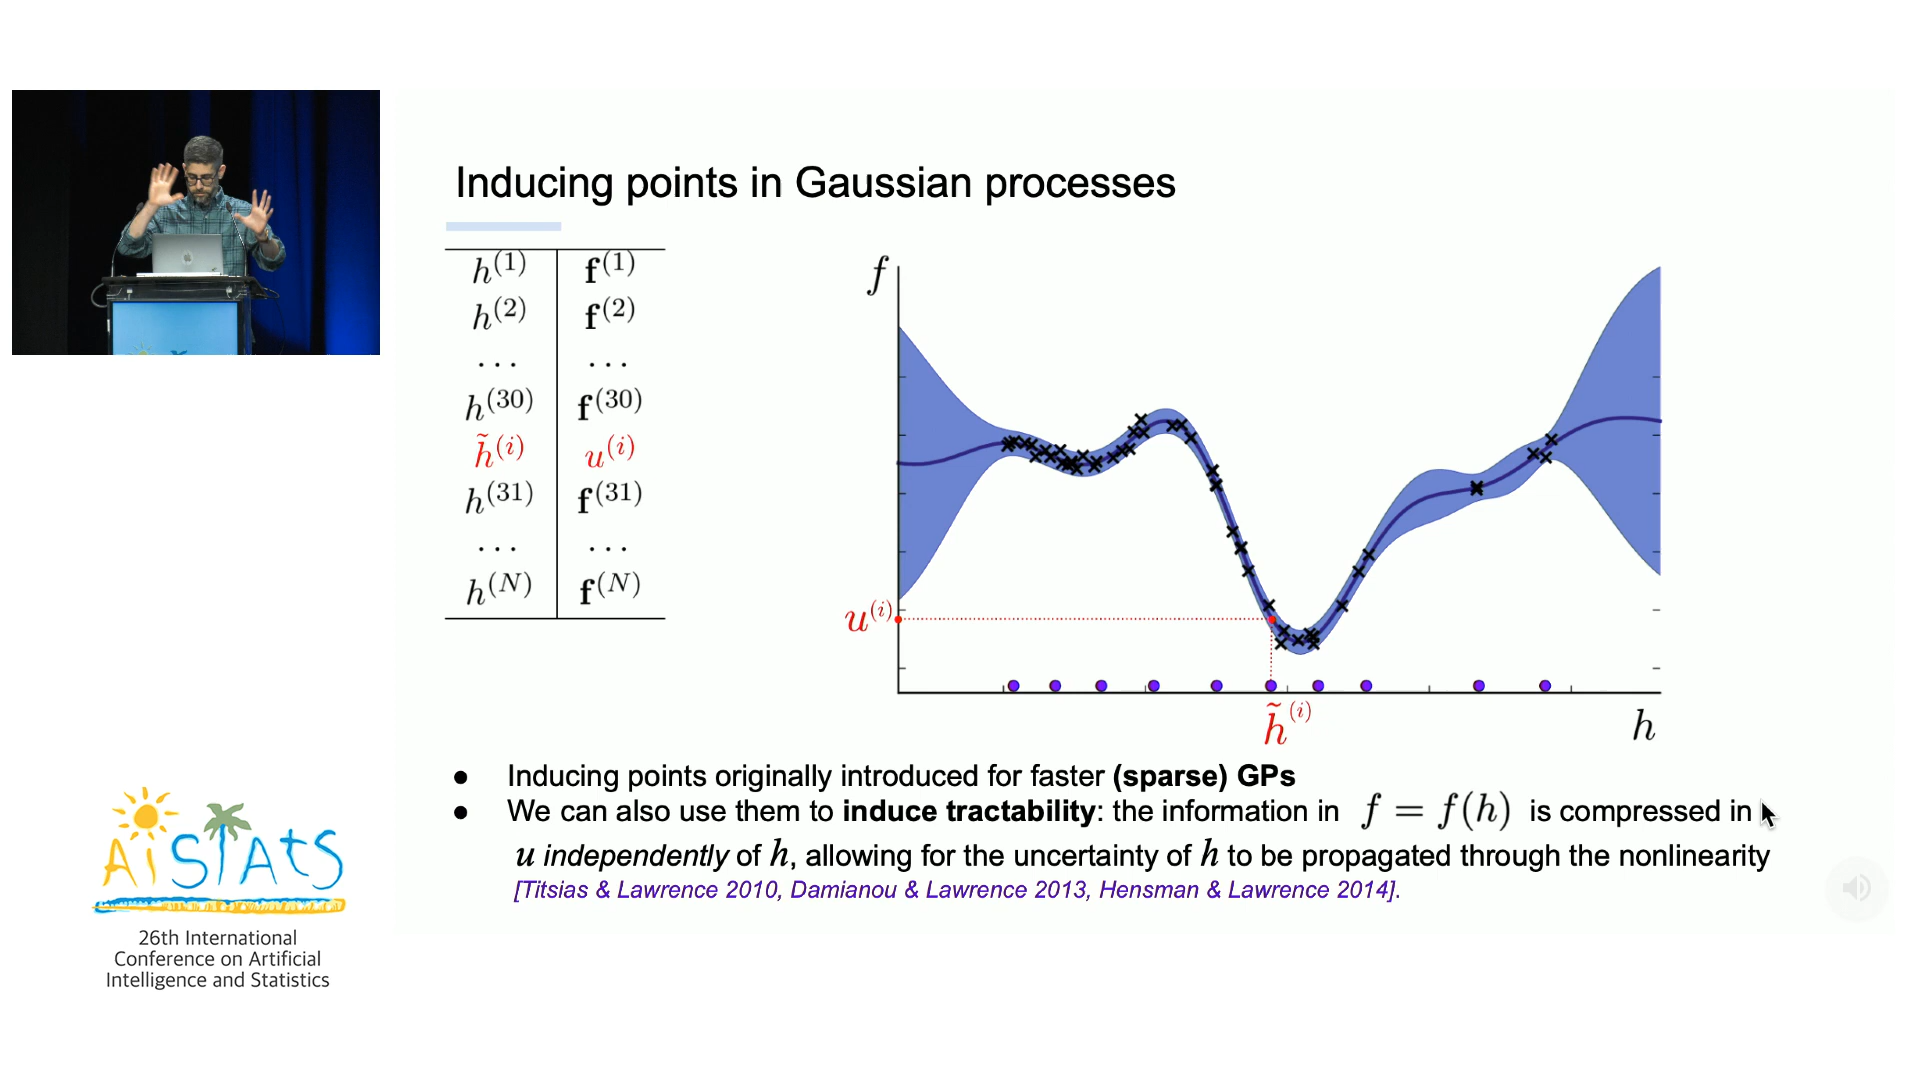 Inducing points in Gaussian processes
h^(1) f^(1)
h^(2) f^(2)
... ...
h^(30) f^(30)
h̃^(i) u^(i)
h^(31) f^(31)
... ...
h^(N) f^(N)
f
u^(i)
h̃^(i)
h
● Inducing points originally introduced for faster (sparse) GPs
● We can also use them to induce tractability: the information in f = f(h) is compressed in
u independently of h, allowing for the uncertainty of h to be propagated through the nonlinearity
[Titsias & Lawrence 2010, Damianou & Lawrence 2013, Hensman & Lawrence 2014].
AiSTATS
26th International
Conference on Artificial
Intelligence and Statistics